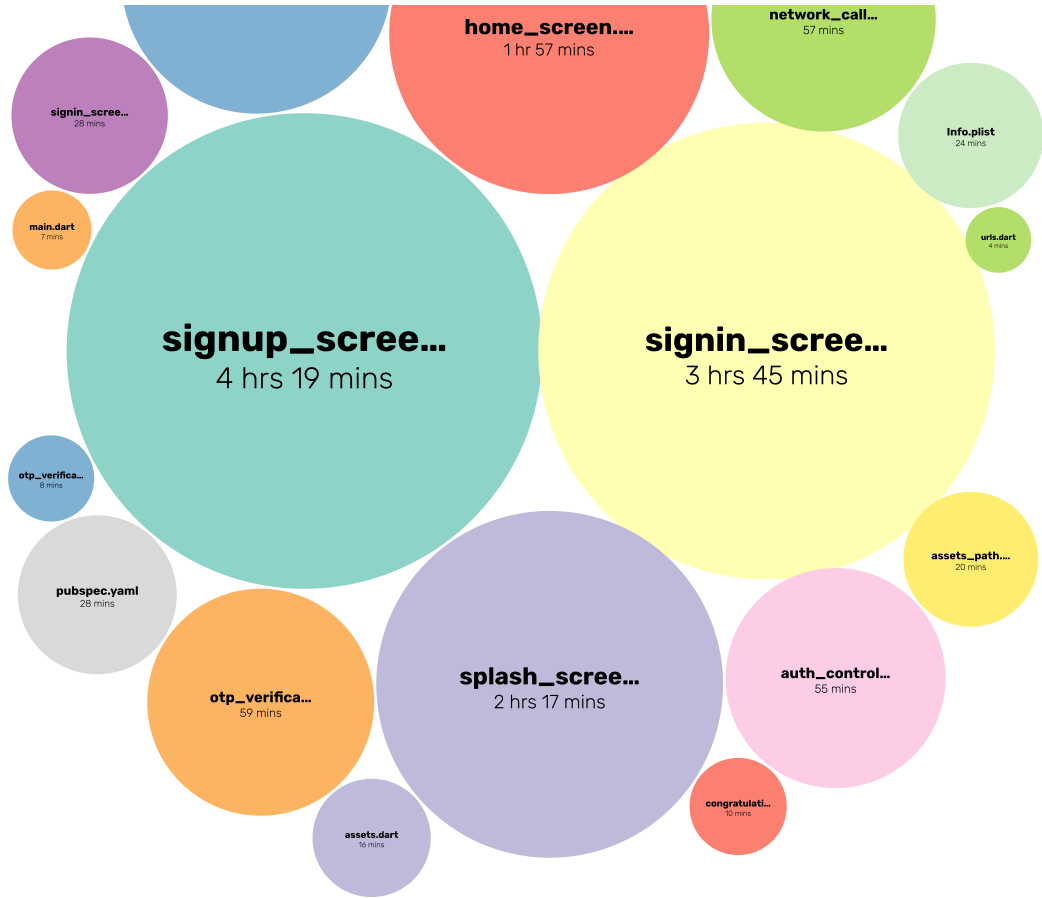 home_screen.…
1 hr 57 mins
network_call…
57 mins
signin_scree…
28 mins
Info.plist
24 mins
main.dart
7 mins
urls.dart
4 mins
signup_scree…
4 hrs 19 mins
signin_scree…
3 hrs 45 mins
otp_verifica…
8 mins
pubspec.yaml
28 mins
assets_path.…
20 mins
otp_verifica…
59 mins
splash_scree…
2 hrs 17 mins
auth_control…
55 mins
assets.dart
16 mins
congratulati…
10 mins